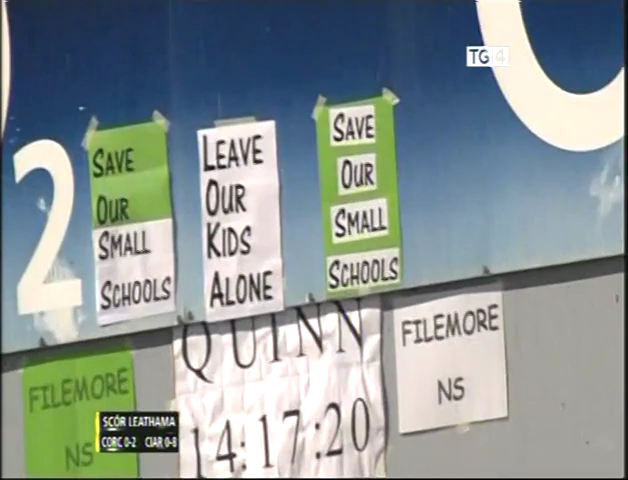 TG4
2
SAVE
OUR
SMALL
SCHOOLS
LEAVE
OUR
KIDS
ALONE
SAVE
OUR
SMALL
SCHOOLS
FILEMORE
NS
QUINN
14:17:20
FILEMORE
NS
SCÓR LEATHAMA
CORC 0-2 CIAR 0-8